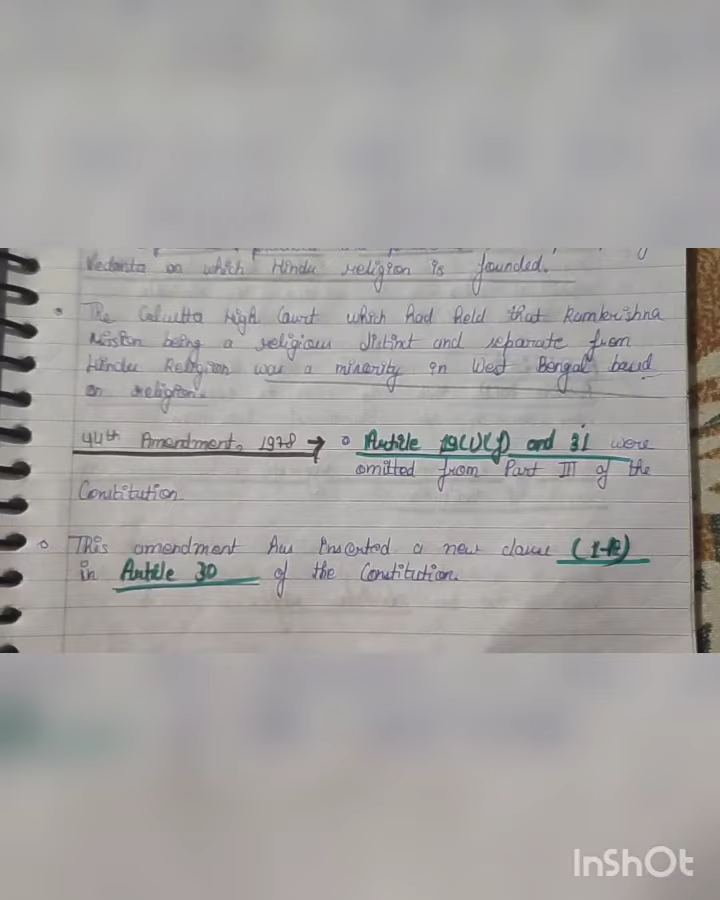 Vedanta on which Hindu religion is founded.
The Calcutta High Court which had held that Ramkrishna
Mission being a religious distint and separate from
Hindu Religion was a minority in West Bengal based
on religion.
44th Amendment, 1978 → Article 19(1)(f) and 31 were
omitted from Part III of the
Constitution
This amendment has inserted a new clause (1-A)
in Article 30 of the Constitution.
InShOt